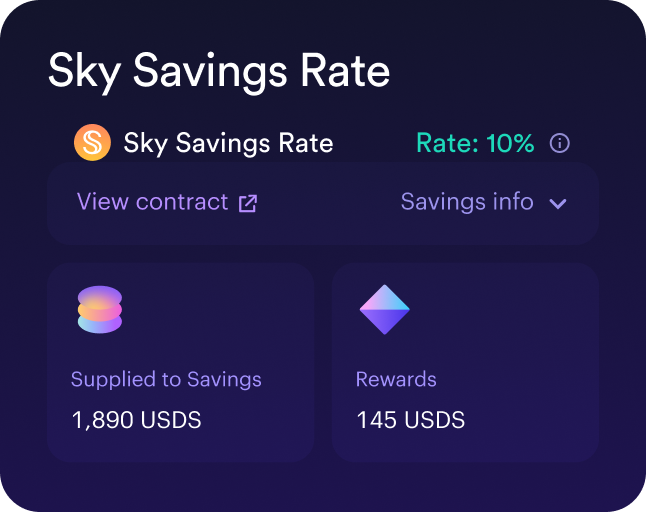 Sky Savings Rate
Sky Savings Rate Rate: 10%
View contract Savings info
Supplied to Savings
1,890 USDS
Rewards
145 USDS